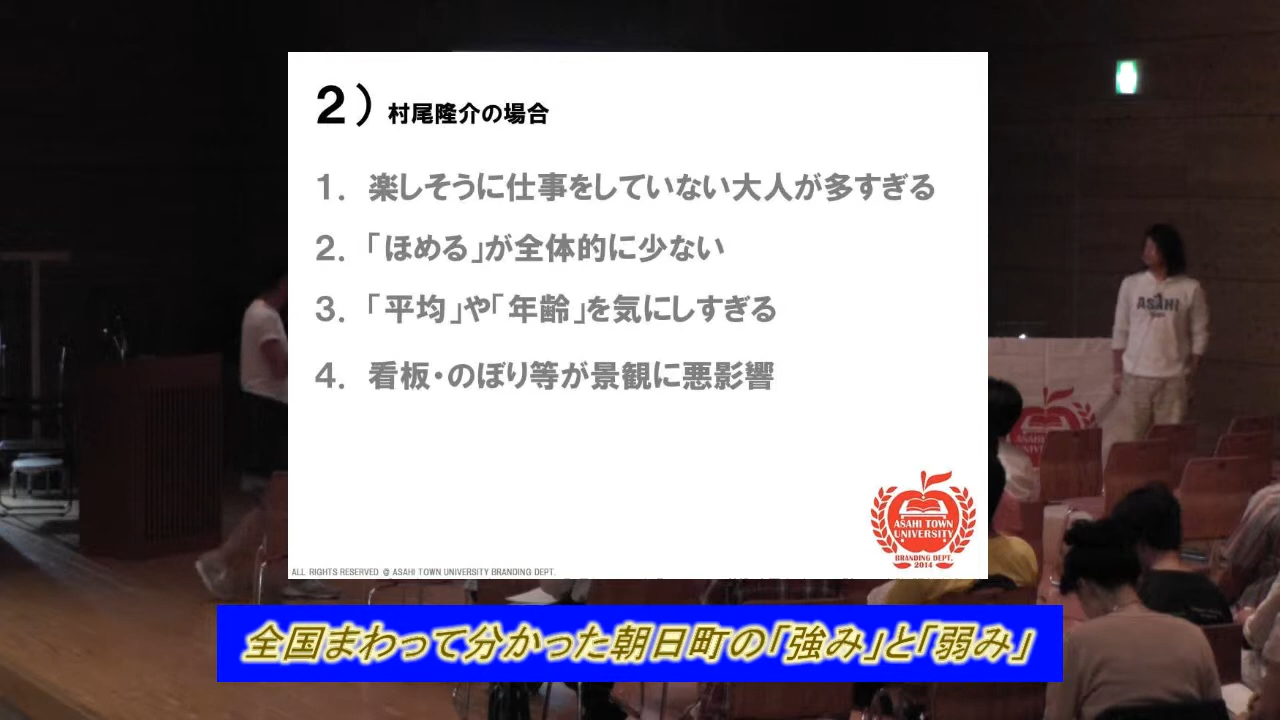 ２） 村尾隆介の場合
１． 楽しそうに仕事をしていない大人が多すぎる
２．「ほめる」が全体的に少ない
３．「平均」や「年齢」を気にしすぎる
４． 看板・のぼり等が景観に悪影響
ASAHI
ASAHI
UNIVERSITY
ASAHI TOWN
UNIVERSITY
BRANDING DEPT.
2014
ALL RIGHTS RESERVED @ ASAHI TOWN UNIVERSITY BRANDING DEPT.
全国まわって分かった朝日町の「強み」と「弱み」